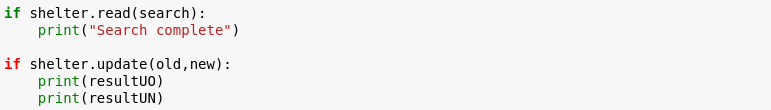 if shelter.read(search):
    print("Search complete")

if shelter.update(old,new):
    print(resultUO)
    print(resultUN)